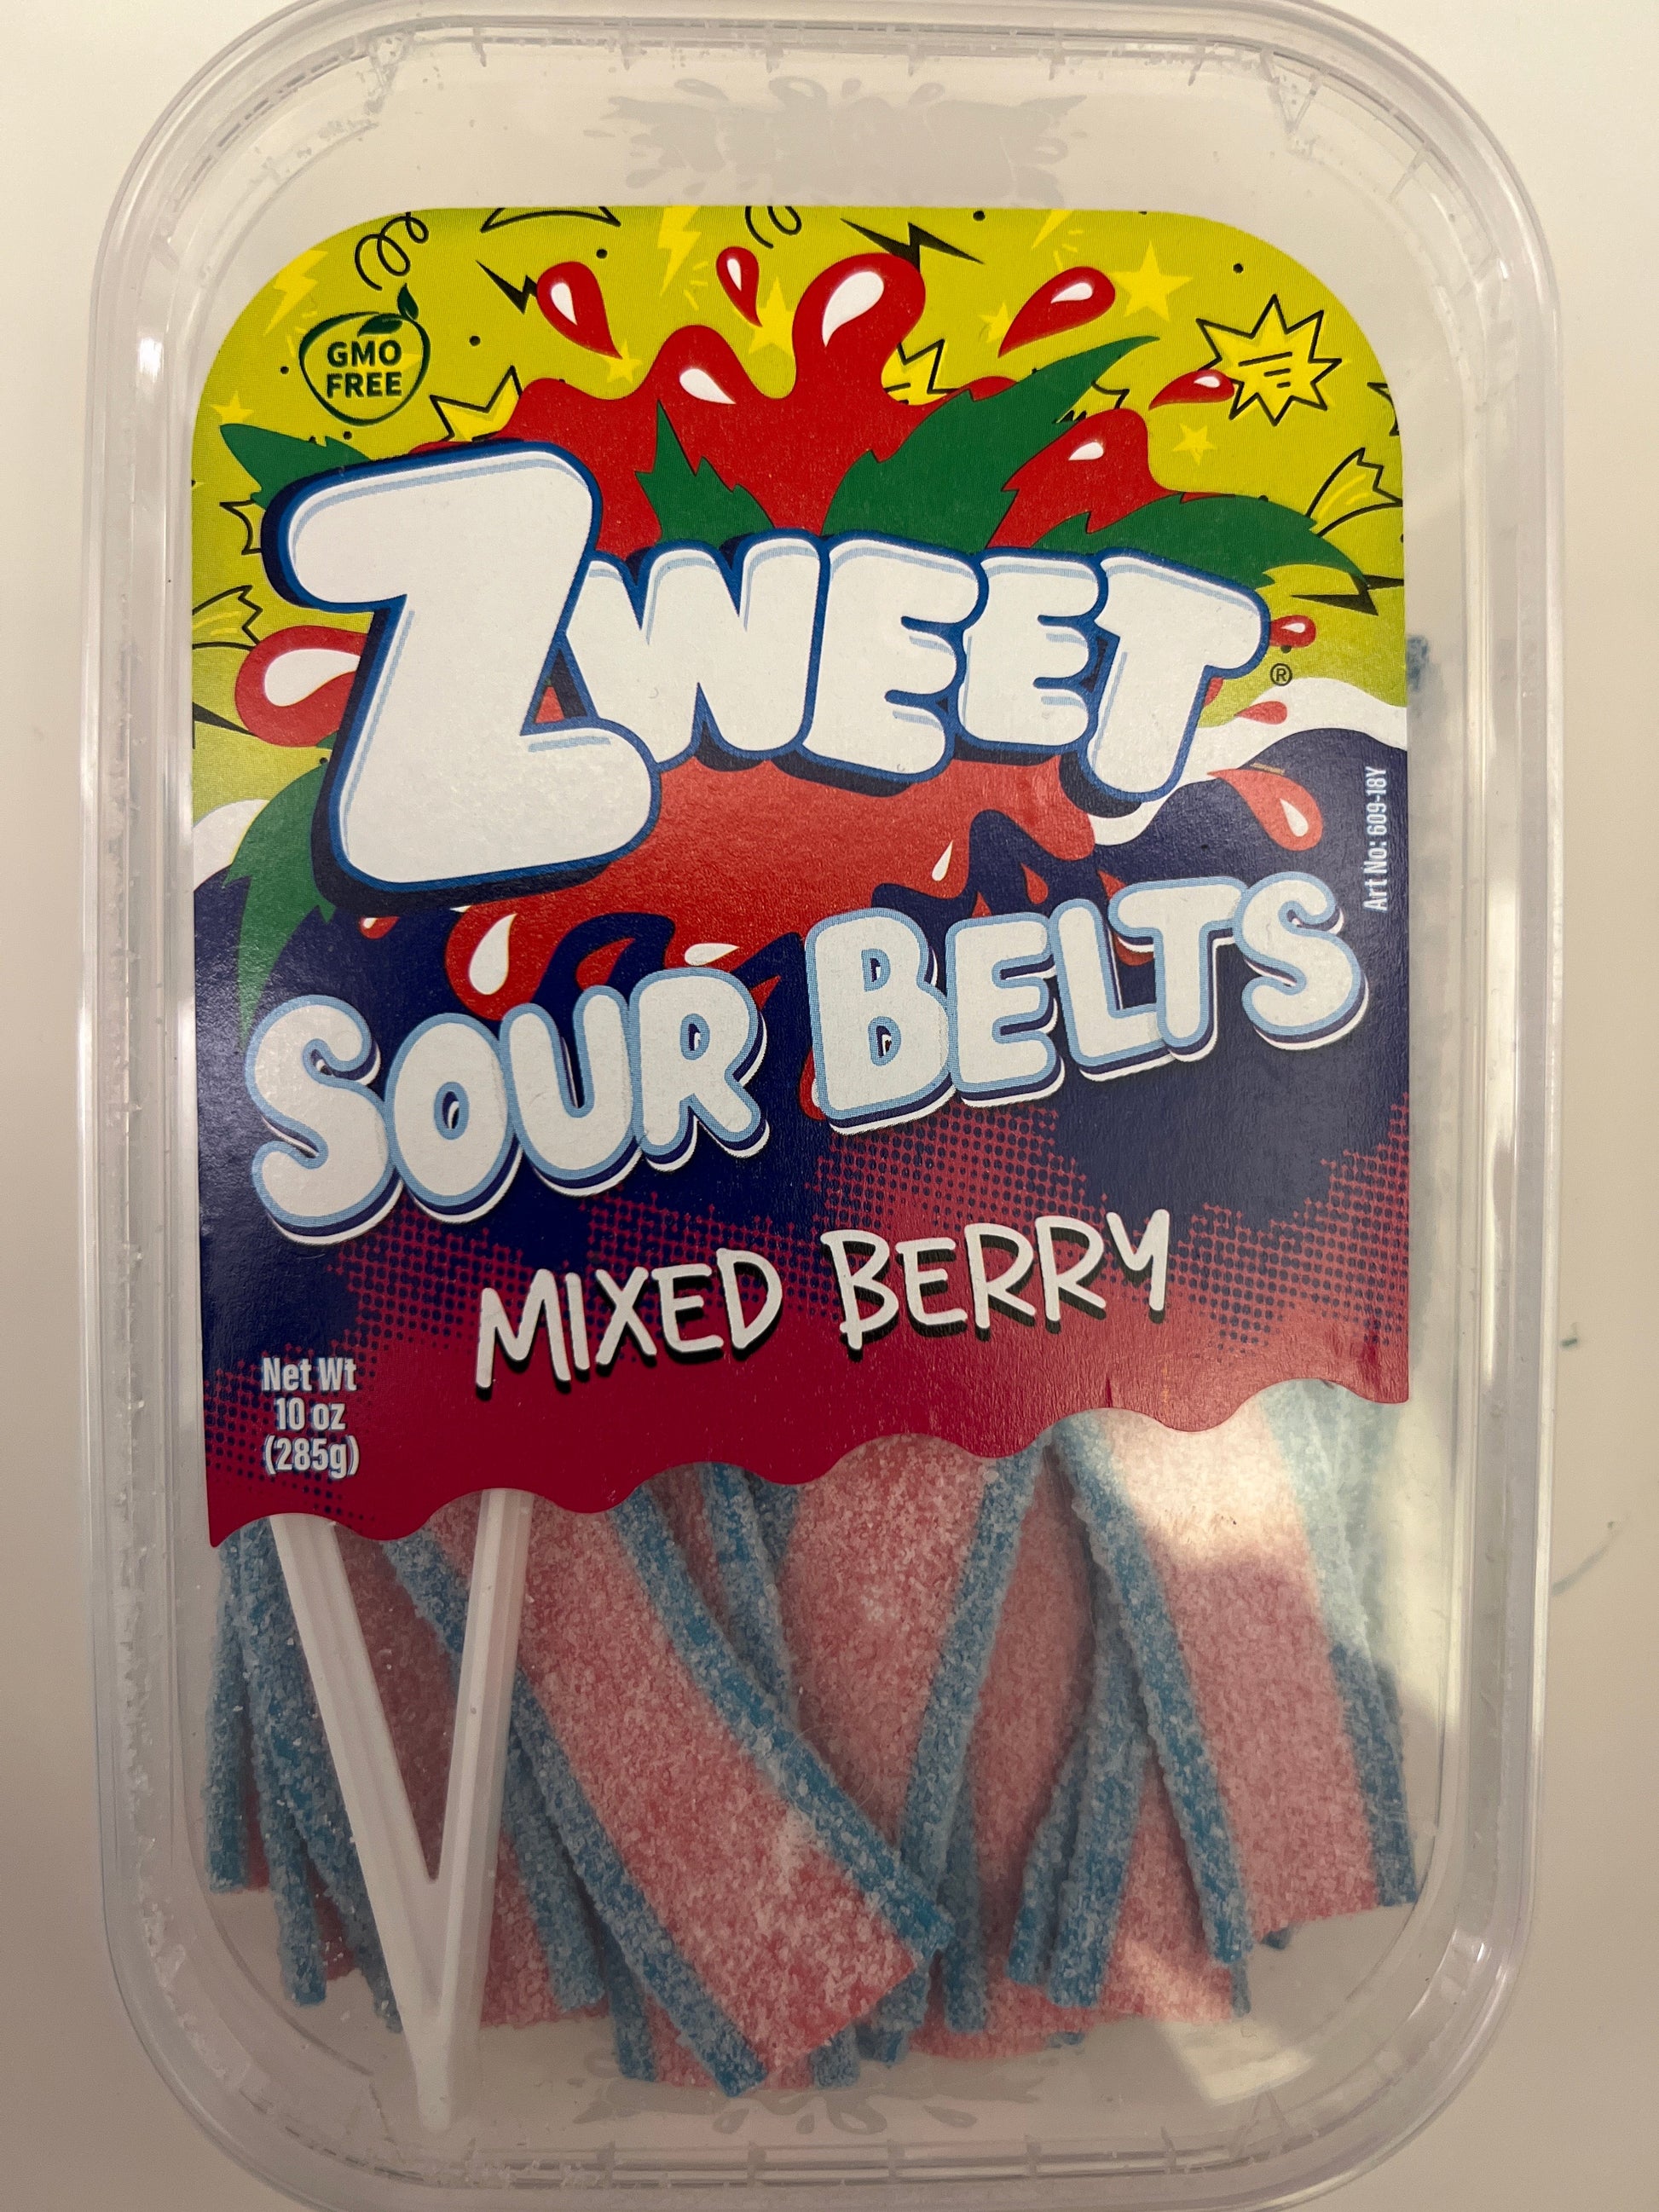 GMO
FREE
ZWEET®
Art No: 609-18Y
SOUR BELTS
MIXED BERRY
Net Wt
10 oz
(285g)